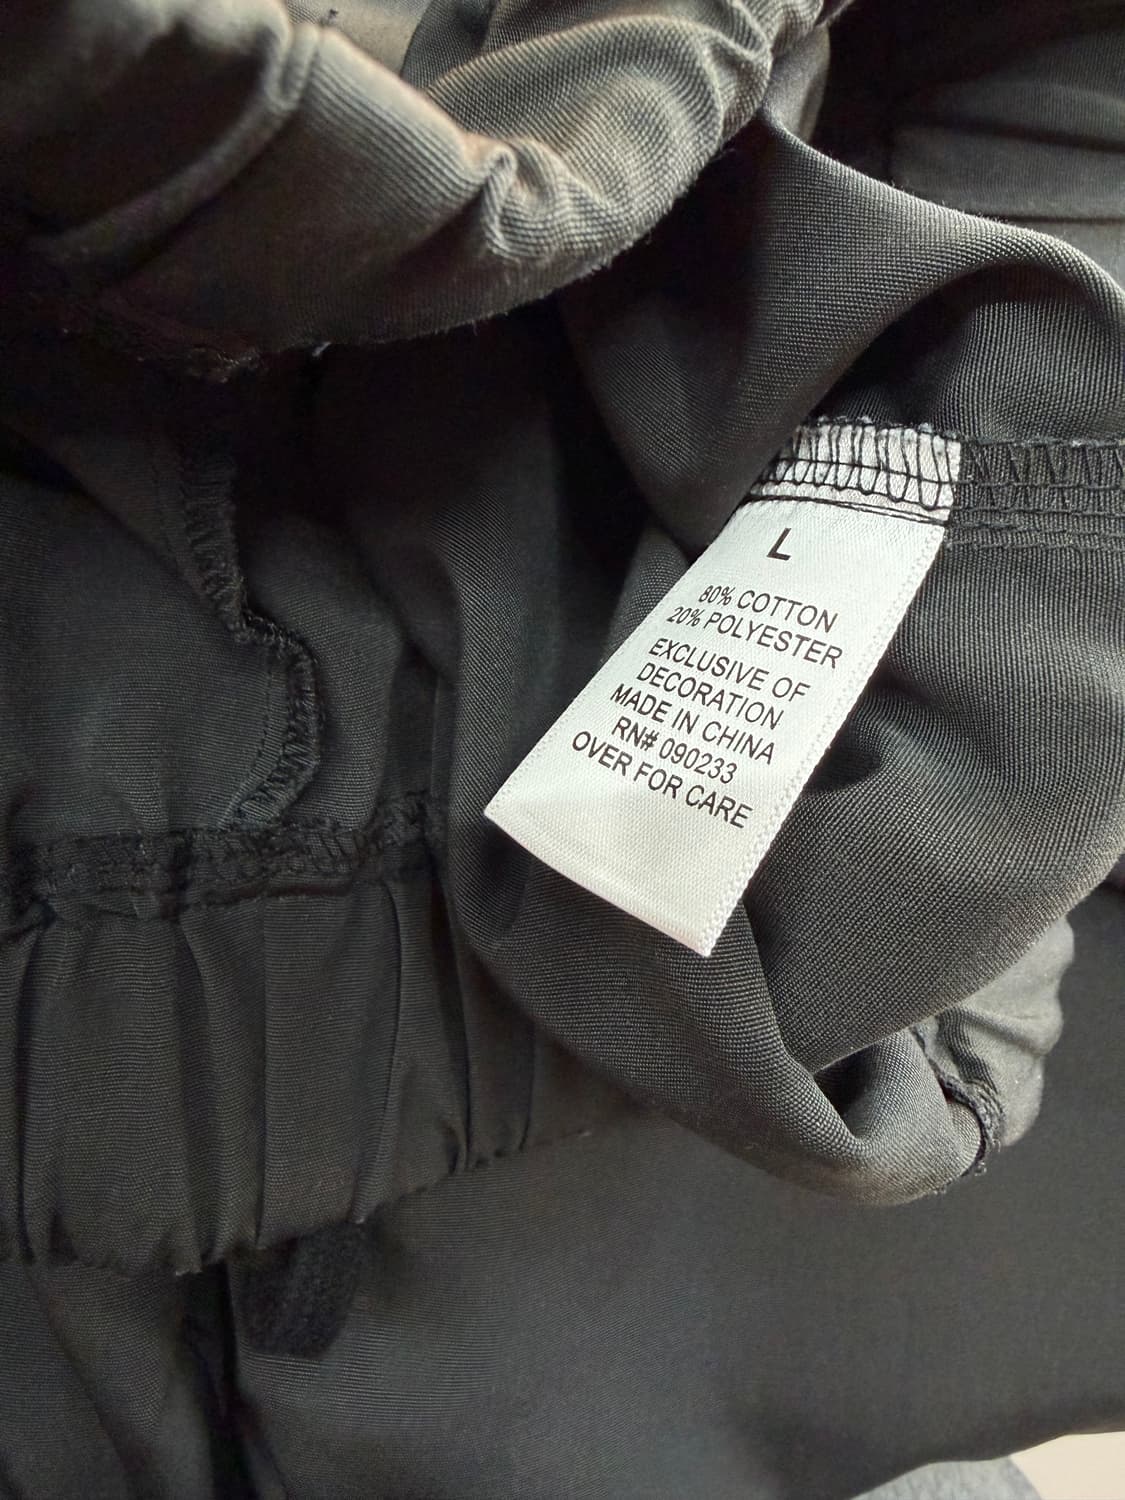 L
80% COTTON
20% POLYESTER
EXCLUSIVE OF
DECORATION
MADE IN CHINA
RN# 090233
OVER FOR CARE